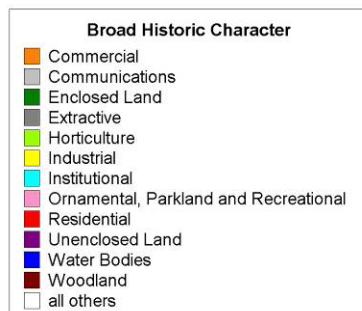 Broad Historic Character
Commercial
Communications
Enclosed Land
Extractive
Horticulture
Industrial
Institutional
Ornamental, Parkland and Recreational
Residential
Unenclosed Land
Water Bodies
Woodland
all others